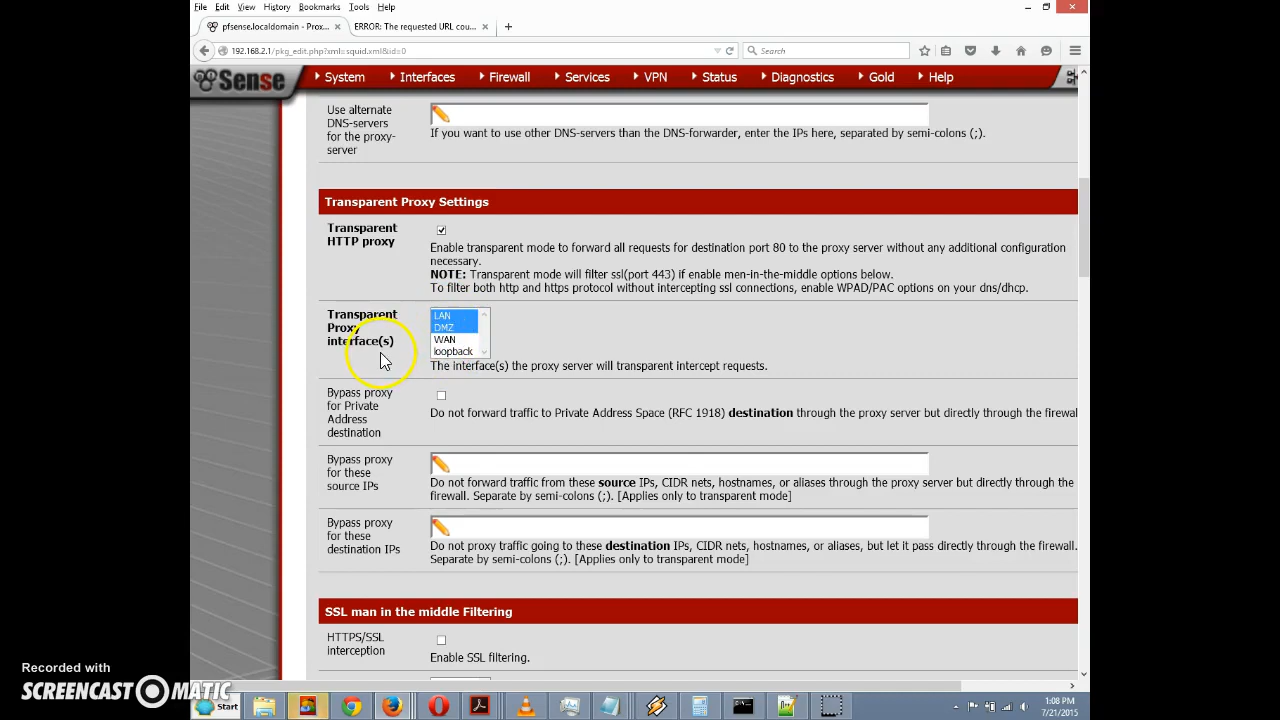 File Edit View History Bookmarks Tools Help
pfsense.localdomain - Prox... × ERROR: The requested URL cou... × +
192.168.2.1/pkg_edit.php?xml=squid.xml&id=0 Search
Sense System Interfaces Firewall Services VPN Status Diagnostics Gold Help
Use alternate
DNS-servers
for the proxy-
server
If you want to use other DNS-servers than the DNS-forwarder, enter the IPs here, separated by semi-colons (;).
Transparent Proxy Settings
Transparent
HTTP proxy
Enable transparent mode to forward all requests for destination port 80 to the proxy server without any additional configuration
necessary.
NOTE: Transparent mode will filter ssl(port 443) if enable men-in-the-middle options below.
To filter both http and https protocol without intercepting ssl connections, enable WPAD/PAC options on your dns/dhcp.
Transparent
Proxy
interface(s)
LAN
DMZ
WAN
loopback
The interface(s) the proxy server will transparent intercept requests.
Bypass proxy
for Private
Address
destination
Do not forward traffic to Private Address Space (RFC 1918) destination through the proxy server but directly through the firewal
Bypass proxy
for these
source IPs
Do not forward traffic from these source IPs, CIDR nets, hostnames, or aliases through the proxy server but directly through the
firewall. Separate by semi-colons (;). [Applies only to transparent mode]
Bypass proxy
for these
destination IPs
Do not proxy traffic going to these destination IPs, CIDR nets, hostnames, or aliases, but let it pass directly through the firewall.
Separate by semi-colons (;). [Applies only to transparent mode]
SSL man in the middle Filtering
HTTPS/SSL
interception
Enable SSL filtering.
Recorded with
SCREENCAST MATIC
Start
1:08 PM
7/21/2015